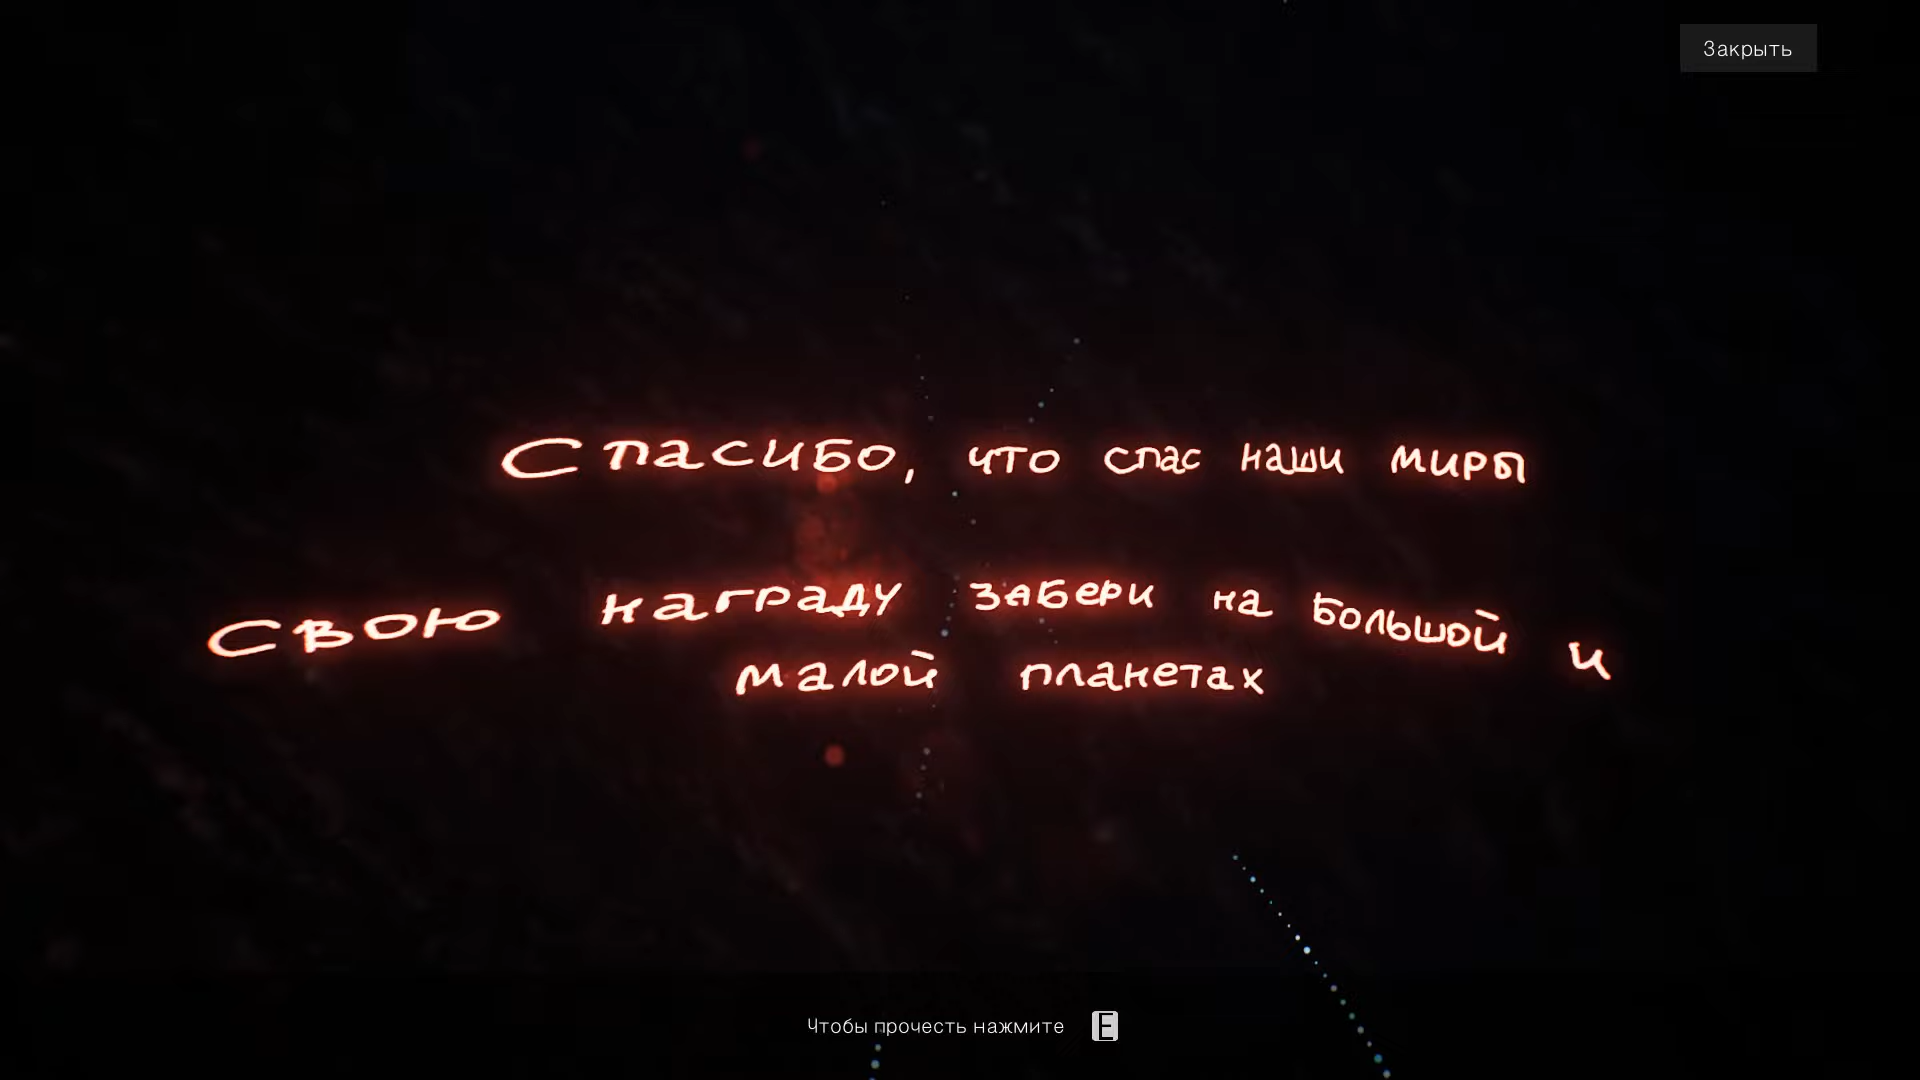 Закрыть
Спасибо, что спас наши миры
Свою награду забери на большой и
малой планетах
Чтобы прочесть нажмите E